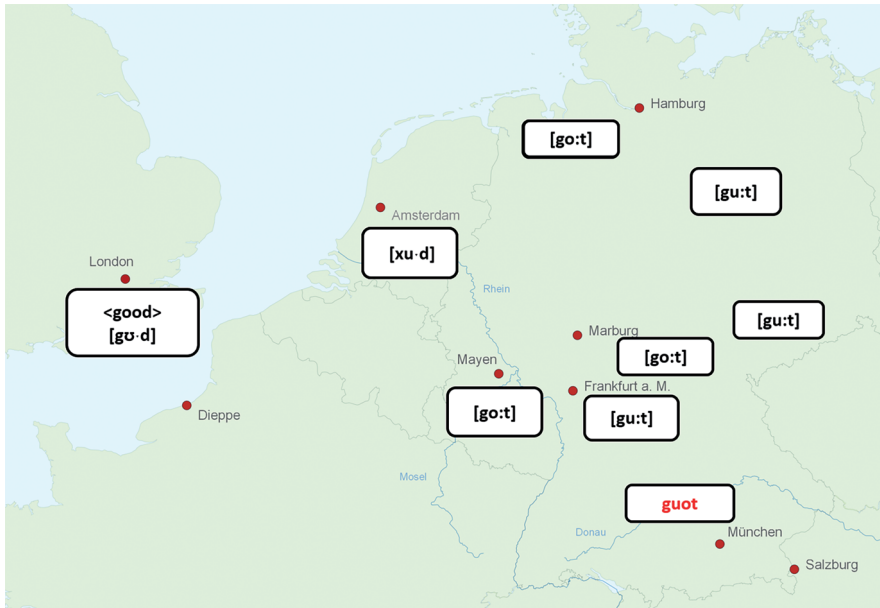 Hamburg
[go:t]
[gu:t]
Amsterdam
[xu·d]
London
<good>
[gʊ·d]
Rhein
[gu:t]
Marburg
[go:t]
Mayen
Frankfurt a. M.
[go:t]
[gu:t]
Dieppe
Mosel
guot
Donau
München
Salzburg